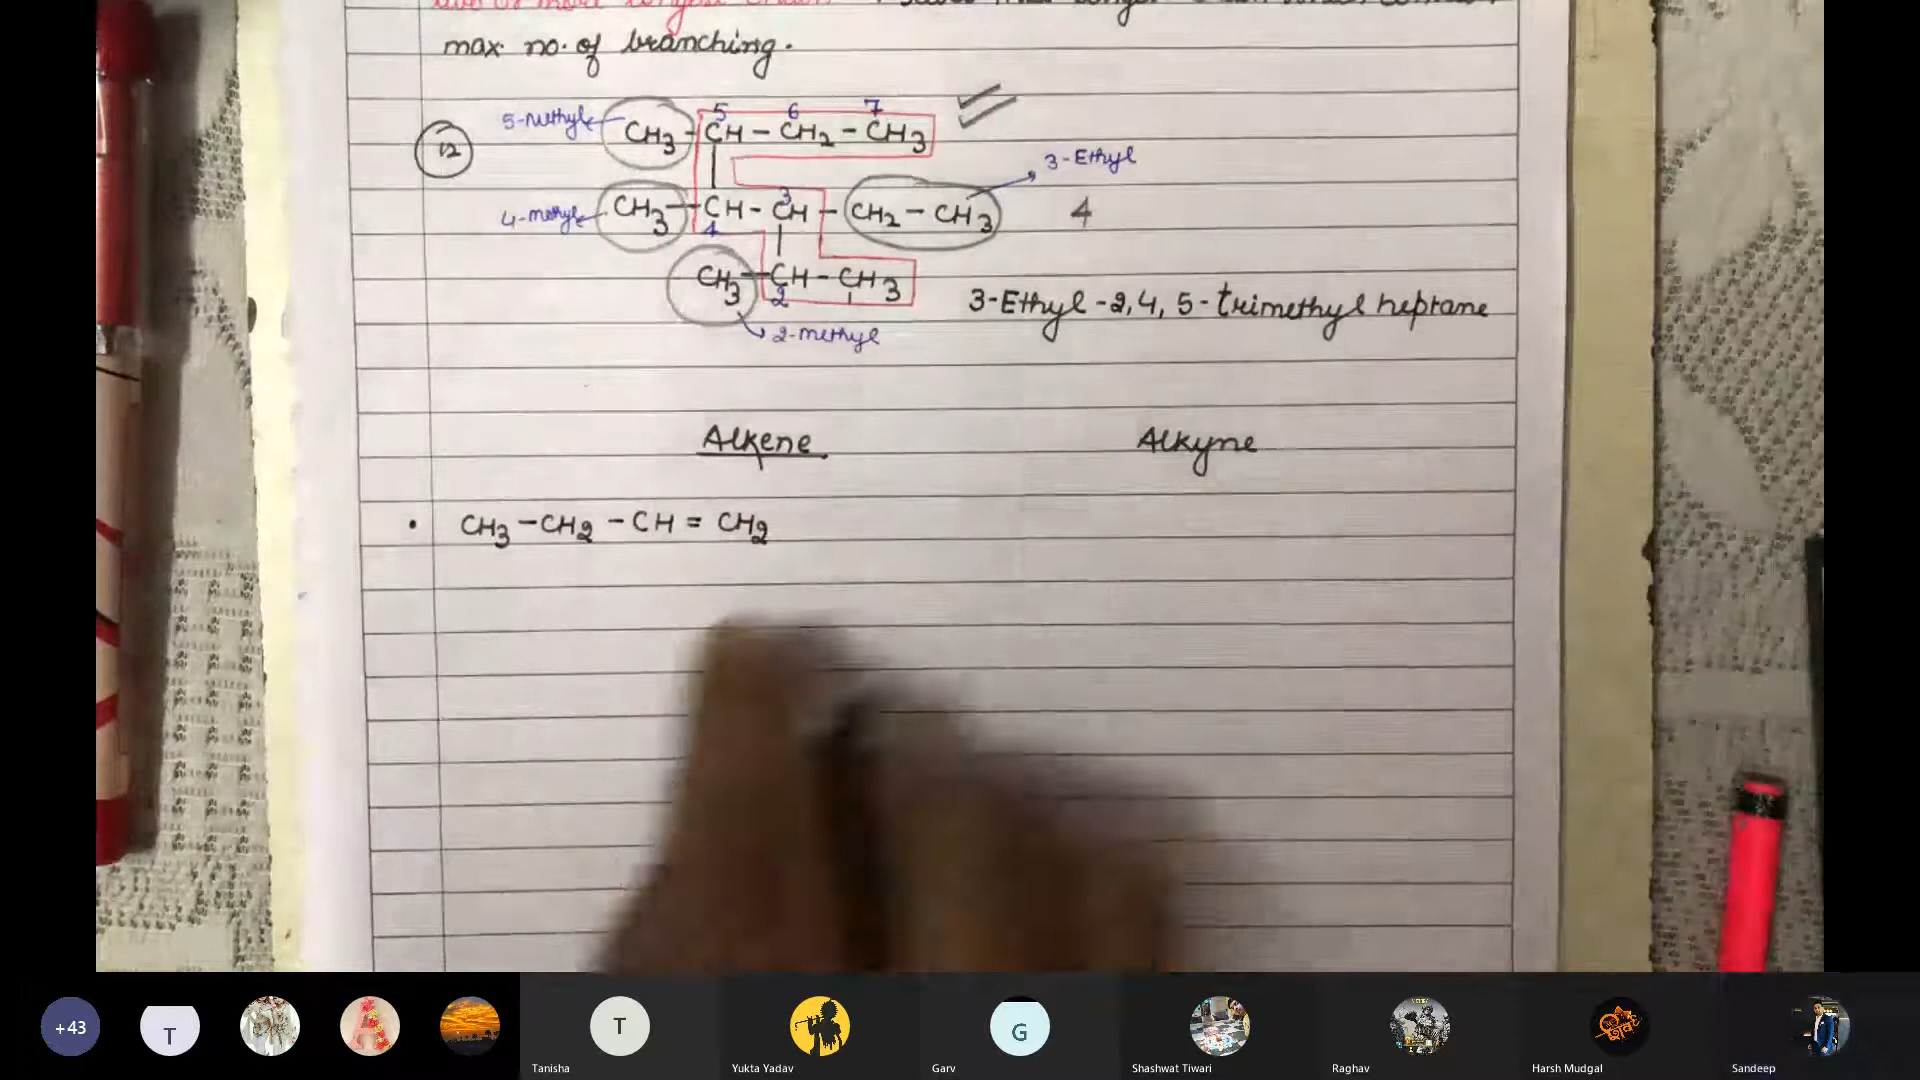 max. no. of branching.
12
5-Methyl
5 6 7
CH3 - CH - CH2 - CH3
3-Ethyl
3
CH3 - CH - CH - CH2 - CH3
4-methyl
4
4
CH3 - CH - CH3
2
2-methyl
3-Ethyl-2,4,5-trimethyl heptane
Alkene
Alkyne
• CH3 - CH2 - CH = CH2
+43
T
A
T
G
Tanisha
Yukta Yadav
Garv
Shashwat Tiwari
Raghav
Harsh Mudgal
Sandeep